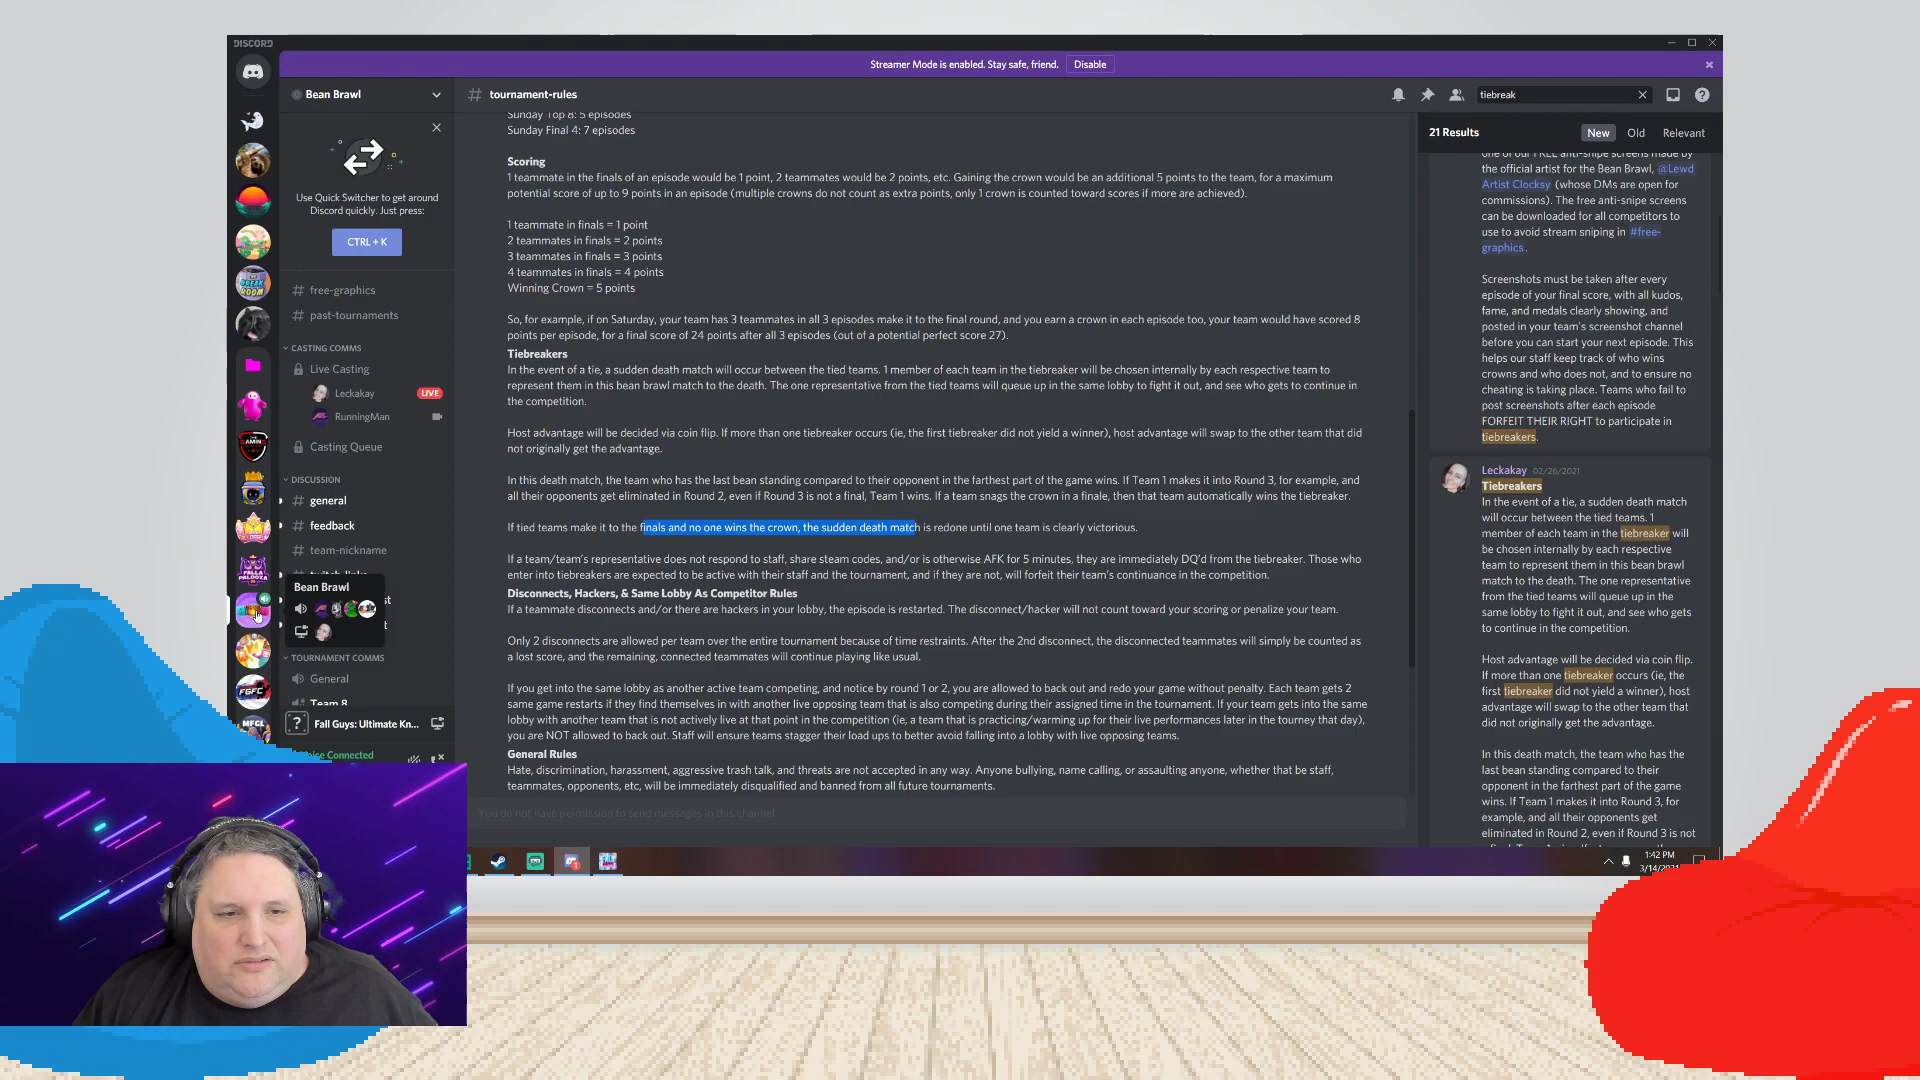 DISCORD
Streamer Mode is enabled. Stay safe, friend. Disable
Bean Brawl
# tournament-rules
tiebreak
Use Quick Switcher to get around
Discord quickly. Just press:
CTRL + K
# free-graphics
# past-tournaments
CASTING COMMS
Live Casting
Leckakay LIVE
RunningMan
Casting Queue
DISCUSSION
# general
# feedback
# team-nickname
Bean Brawl
TOURNAMENT COMMS
General
Team 8
Fall Guys: Ultimate Kn...
Voice Connected
Sunday Top 8: 5 episodes
Sunday Final 4: 7 episodes
Scoring
1 teammate in the finals of an episode would be 1 point, 2 teammates would be 2 points, etc. Gaining the crown would be an additional 5 points to the team, for a maximum
potential score of up to 9 points in an episode (multiple crowns do not count as extra points, only 1 crown is counted toward scores if more are achieved).
1 teammate in finals = 1 point
2 teammates in finals = 2 points
3 teammates in finals = 3 points
4 teammates in finals = 4 points
Winning Crown = 5 points
So, for example, if on Saturday, your team has 3 teammates in all 3 episodes make it to the final round, and you earn a crown in each episode too, your team would have scored 8
points per episode, for a final score of 24 points after all 3 episodes (out of a potential perfect score 27).
Tiebreakers
In the event of a tie, a sudden death match will occur between the tied teams. 1 member of each team in the tiebreaker will be chosen internally by each respective team to
represent them in this bean brawl match to the death. The one representative from the tied teams will queue up in the same lobby to fight it out, and see who gets to continue in
the competition.
Host advantage will be decided via coin flip. If more than one tiebreaker occurs (ie, the first tiebreaker did not yield a winner), host advantage will swap to the other team that did
not originally get the advantage.
In this death match, the team who has the last bean standing compared to their opponent in the farthest part of the game wins. If Team 1 makes it into Round 3, for example, and
all their opponents get eliminated in Round 2, even if Round 3 is not a final, Team 1 wins. If a team snags the crown in a finale, then that team automatically wins the tiebreaker.
If tied teams make it to the finals and no one wins the crown, the sudden death match is redone until one team is clearly victorious.
If a team/team's representative does not respond to staff, share steam codes, and/or is otherwise AFK for 5 minutes, they are immediately DQ'd from the tiebreaker. Those who
enter into tiebreakers are expected to be active with their staff and the tournament, and if they are not, will forfeit their team's continuance in the competition.
Disconnects, Hackers, & Same Lobby As Competitor Rules
If a teammate disconnects and/or there are hackers in your lobby, the episode is restarted. The disconnect/hacker will not count toward your scoring or penalize your team.
Only 2 disconnects are allowed per team over the entire tournament because of time restraints. After the 2nd disconnect, the disconnected teammates will simply be counted as
a lost score, and the remaining, connected teammates will continue playing like usual.
If you get into the same lobby as another active team competing, and notice by round 1 or 2, you are allowed to back out and redo your game without penalty. Each team gets 2
same game restarts if they find themselves in with another live opposing team that is also competing during their assigned time in the tournament. If your team gets into the same
lobby with another team that is not actively live at that point in the competition (ie, a team that is practicing/warming up for their live performances later in the tourney that day),
you are NOT allowed to back out. Staff will ensure teams stagger their load ups to better avoid falling into a lobby with live opposing teams.
General Rules
Hate, discrimination, harassment, aggressive trash talk, and threats are not accepted in any way. Anyone bullying, name calling, or assaulting anyone, whether that be staff,
teammates, opponents, etc, will be immediately disqualified and banned from all future tournaments.
You do not have permission to send messages in this channel.
21 Results
New Old Relevant
one of our FREE anti-snipe screens made by
the official artist for the Bean Brawl, @Lewd
Artist Clocksy (whose DMs are open for
commissions). The free anti-snipe screens
can be downloaded for all competitors to
use to avoid stream sniping in #free-
graphics.
Screenshots must be taken after every
episode of your final score, with all kudos,
fame, and medals clearly showing, and
posted in your team's screenshot channel
before you can start your next episode. This
helps our staff keep track of who wins
crowns and who does not, and to ensure no
cheating is taking place. Teams who fail to
post screenshots after each episode
FORFEIT THEIR RIGHT to participate in
tiebreakers.
Leckakay 02/26/2021
Tiebreakers
In the event of a tie, a sudden death match
will occur between the tied teams. 1
member of each team in the tiebreaker will
be chosen internally by each respective
team to represent them in this bean brawl
match to the death. The one representative
from the tied teams will queue up in the
same lobby to fight it out, and see who gets
to continue in the competition.
Host advantage will be decided via coin flip.
If more than one tiebreaker occurs (ie, the
first tiebreaker did not yield a winner), host
advantage will swap to the other team that
did not originally get the advantage.
In this death match, the team who has the
last bean standing compared to their
opponent in the farthest part of the game
wins. If Team 1 makes it into Round 3, for
example, and all their opponents get
eliminated in Round 2, even if Round 3 is not
1:42 PM